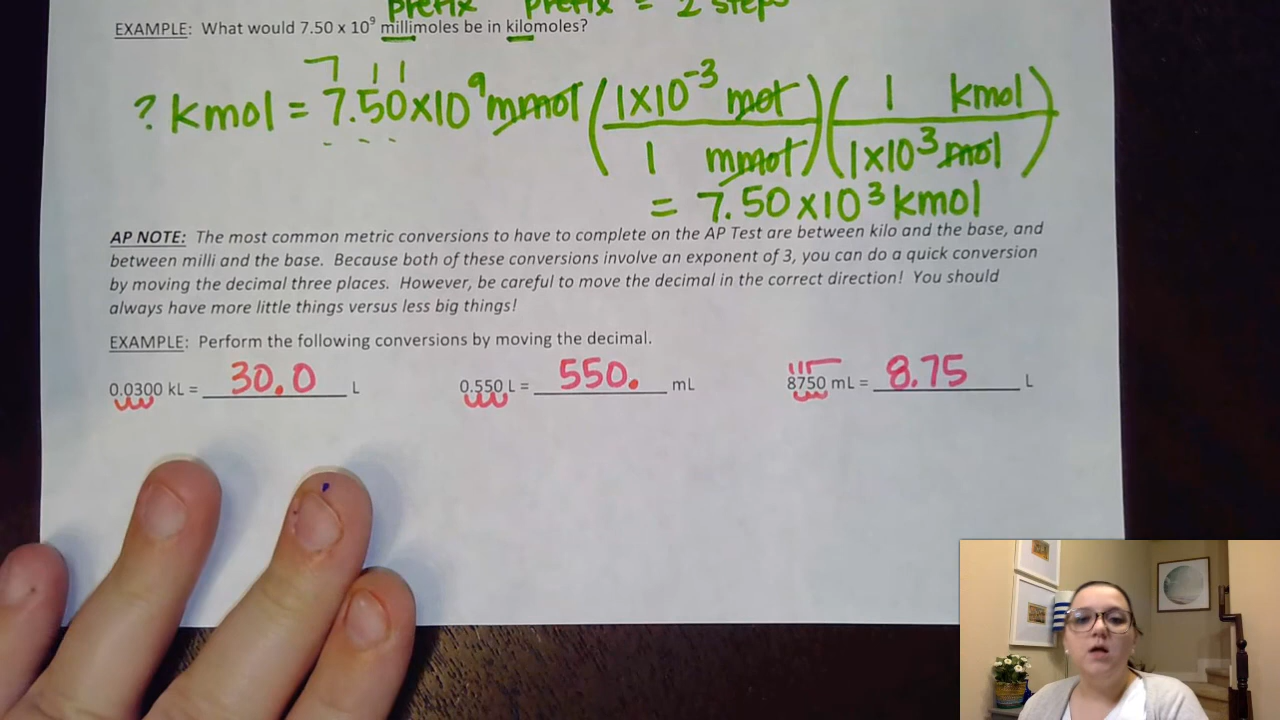 prefix prefix = 2 steps
EXAMPLE: What would 7.50 x 10⁹ millimoles be in kilomoles?
? kmol = 7.50x10⁹ mmol (1x10⁻³ mol / 1 mmol) (1 kmol / 1x10³ mol)
= 7.50x10³ kmol
AP NOTE: The most common metric conversions to have to complete on the AP Test are between kilo and the base, and
between milli and the base. Because both of these conversions involve an exponent of 3, you can do a quick conversion
by moving the decimal three places. However, be careful to move the decimal in the correct direction! You should
always have more little things versus less big things!
EXAMPLE: Perform the following conversions by moving the decimal.
0.0300 kL = 30.0 L 0.550 L = 550. mL 8750 mL = 8.75 L